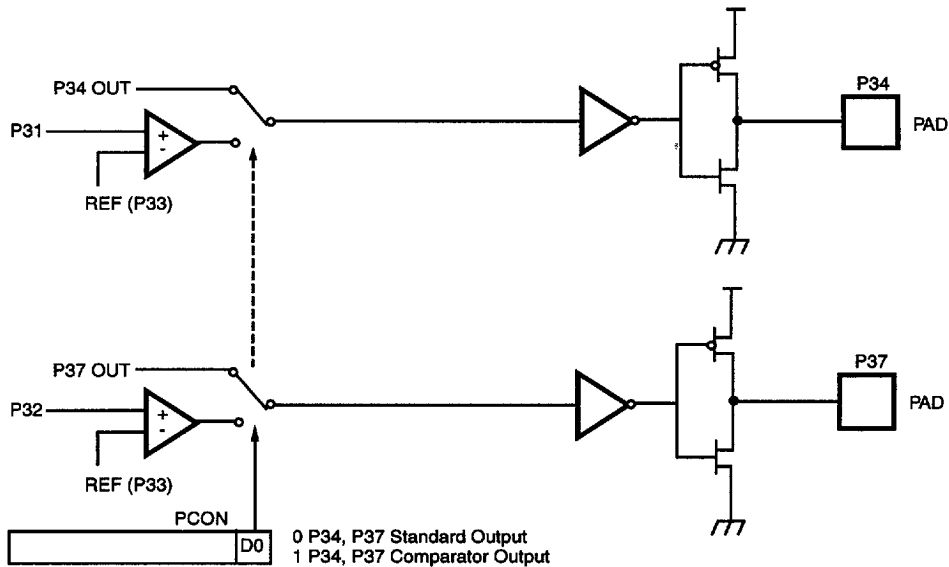 P34 OUT
P31
+
-
REF (P33)
P34
PAD
P37 OUT
P32
+
-
REF (P33)
P37
PAD
PCON
D0
0 P34, P37 Standard Output
1 P34, P37 Comparator Output